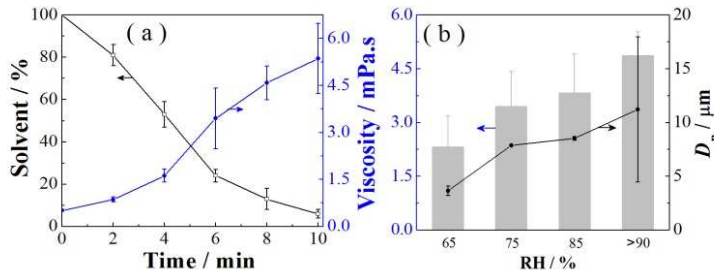 ( a )
Solvent / %
100
80
60
40
20
0
0 2 4 6 8 10
Time / min
6.0
4.5
3.0
1.5
0.0
Viscosity / mPa.s
( b )
6.0
4.5
3.0
1.5
0.0
65 75 85 >90
RH / %
20
15
10
5
0
Dp / μm